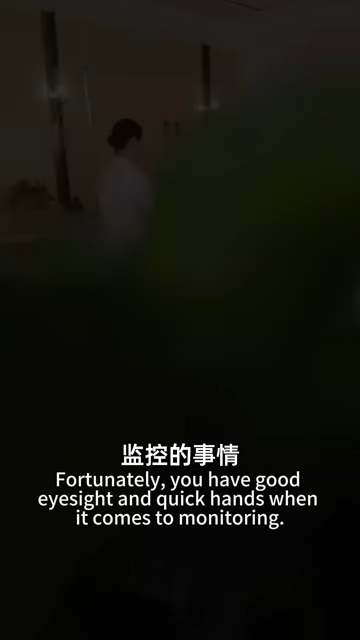 监控的事情
Fortunately, you have good
eyesight and quick hands when
it comes to monitoring.